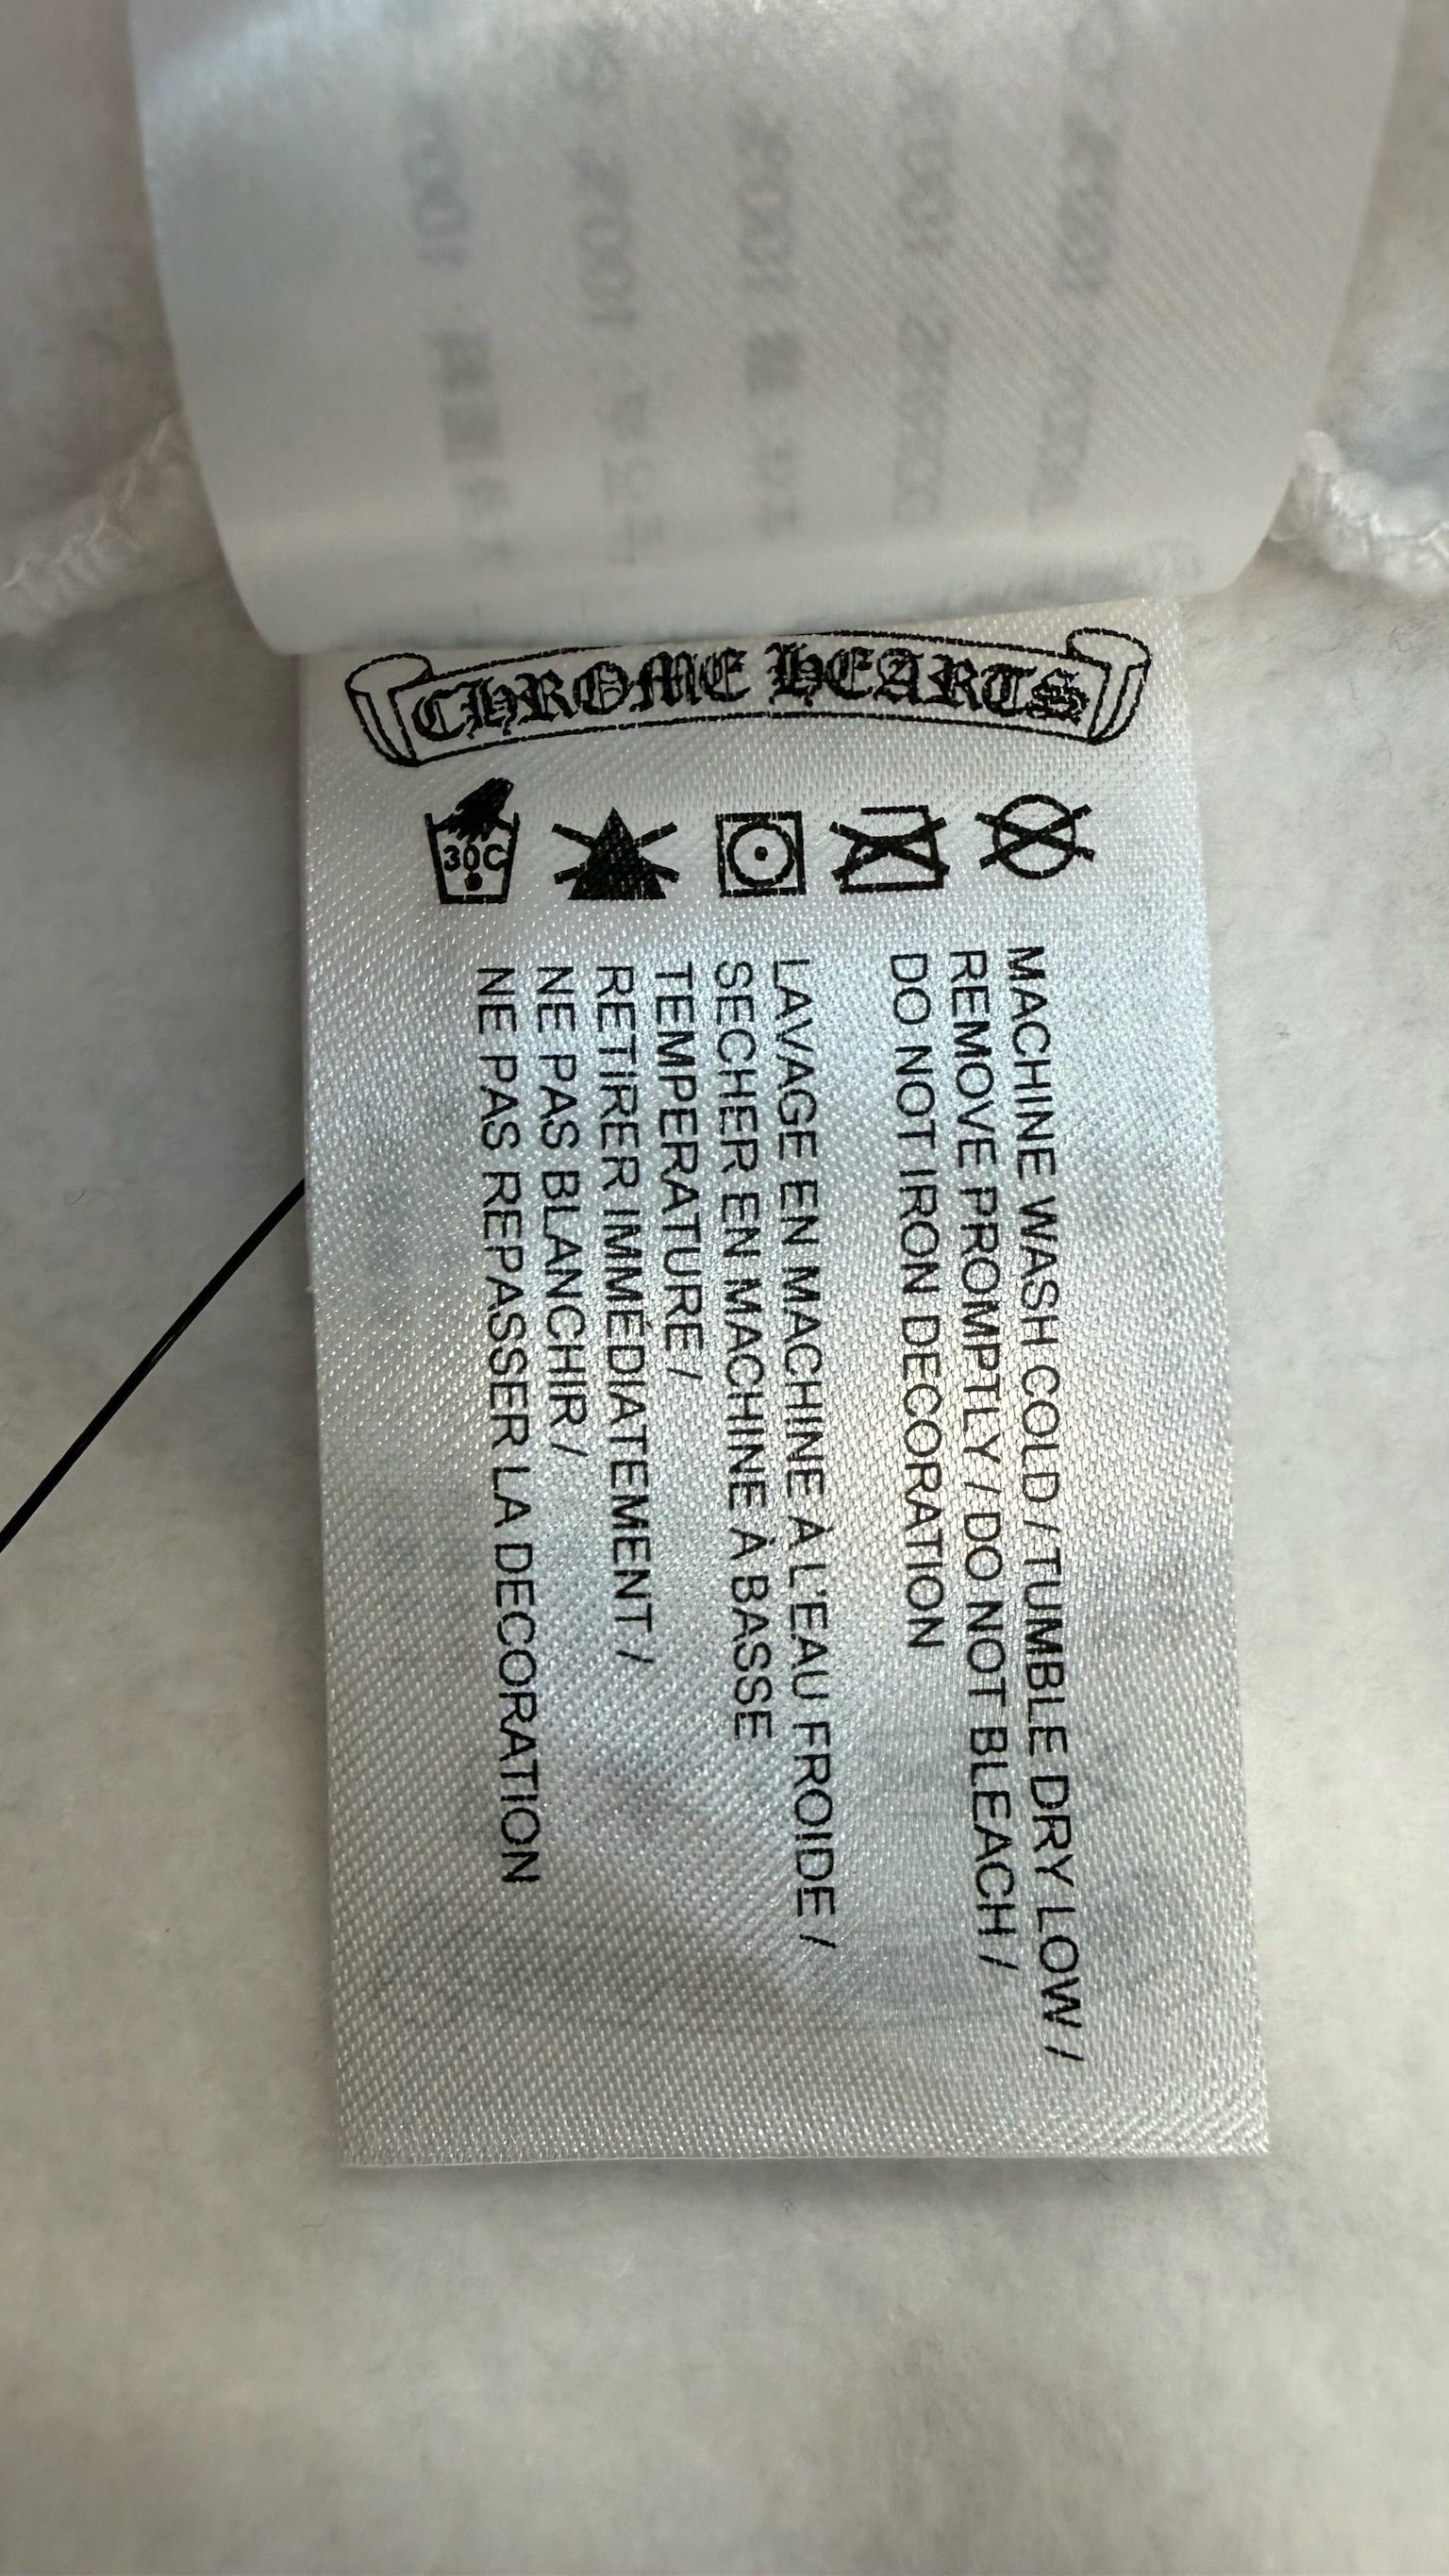 CHROME HEARTS
30C
MACHINE WASH COLD / TUMBLE DRY LOW /
REMOVE PROMPTLY / DO NOT BLEACH /
DO NOT IRON DECORATION
LAVAGE EN MACHINE À L'EAU FROIDE /
SECHER EN MACHINE À BASSE
TEMPERATURE /
RETIRER IMMÉDIATEMENT /
NE PAS BLANCHIR /
NE PAS REPASSER LA DECORATION